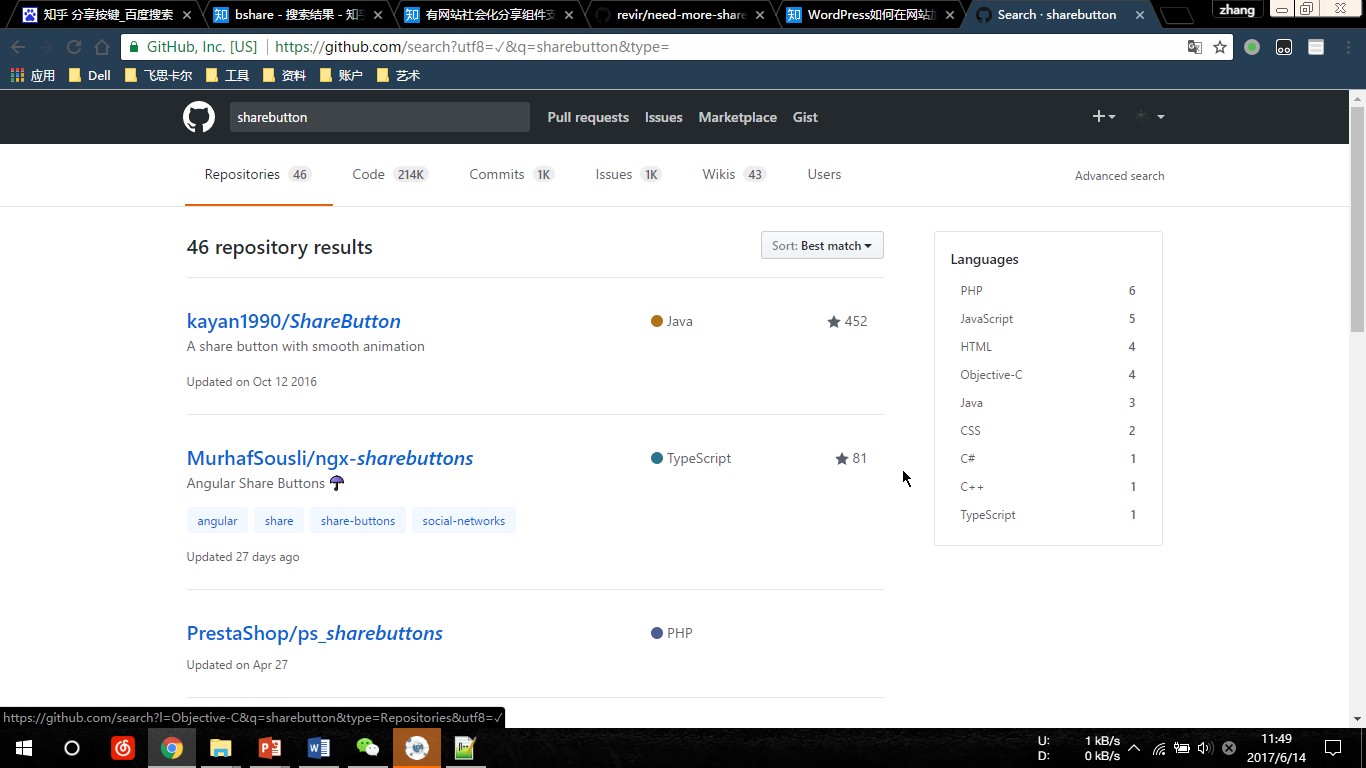 知乎 分享按键_百度搜索
bshare - 搜索结果 - 知乎
有网站社会化分享组件支
revir/need-more-share
WordPress如何在网站加
Search · sharebutton
zhang
GitHub, Inc. [US] https://github.com/search?utf8=✓&q=sharebutton&type=
应用 Dell 飞思卡尔 工具 资料 账户 艺术
sharebutton Pull requests Issues Marketplace Gist
Repositories 46 Code 214K Commits 1K Issues 1K Wikis 43 Users Advanced search
46 repository results
Sort: Best match
kayan1990/ShareButton Java 452
A share button with smooth animation
Updated on Oct 12 2016
MurhafSousli/ngx-sharebuttons TypeScript 81
Angular Share Buttons
angular share share-buttons social-networks
Updated 27 days ago
PrestaShop/ps_sharebuttons PHP
Updated on Apr 27
Languages
PHP 6
JavaScript 5
HTML 4
Objective-C 4
Java 3
CSS 2
C# 1
C++ 1
TypeScript 1
https://github.com/search?l=Objective-C&q=sharebutton&type=Repositories&utf8=✓
U: 1 kB/s
D: 0 kB/s
11:49
2017/6/14